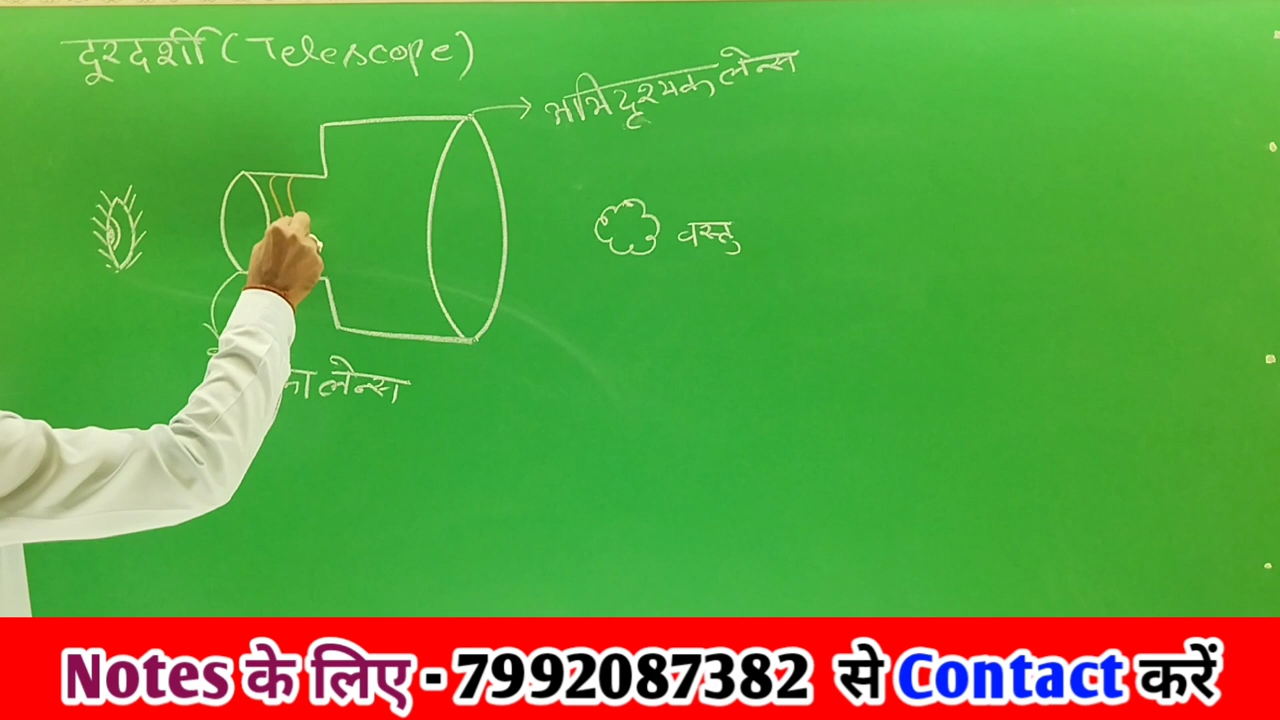 दूरदर्शी (Telescope)
अभिदृश्यक लेन्स
वस्तु
लेन्स
Notes के लिए - 7992087382 से Contact करें